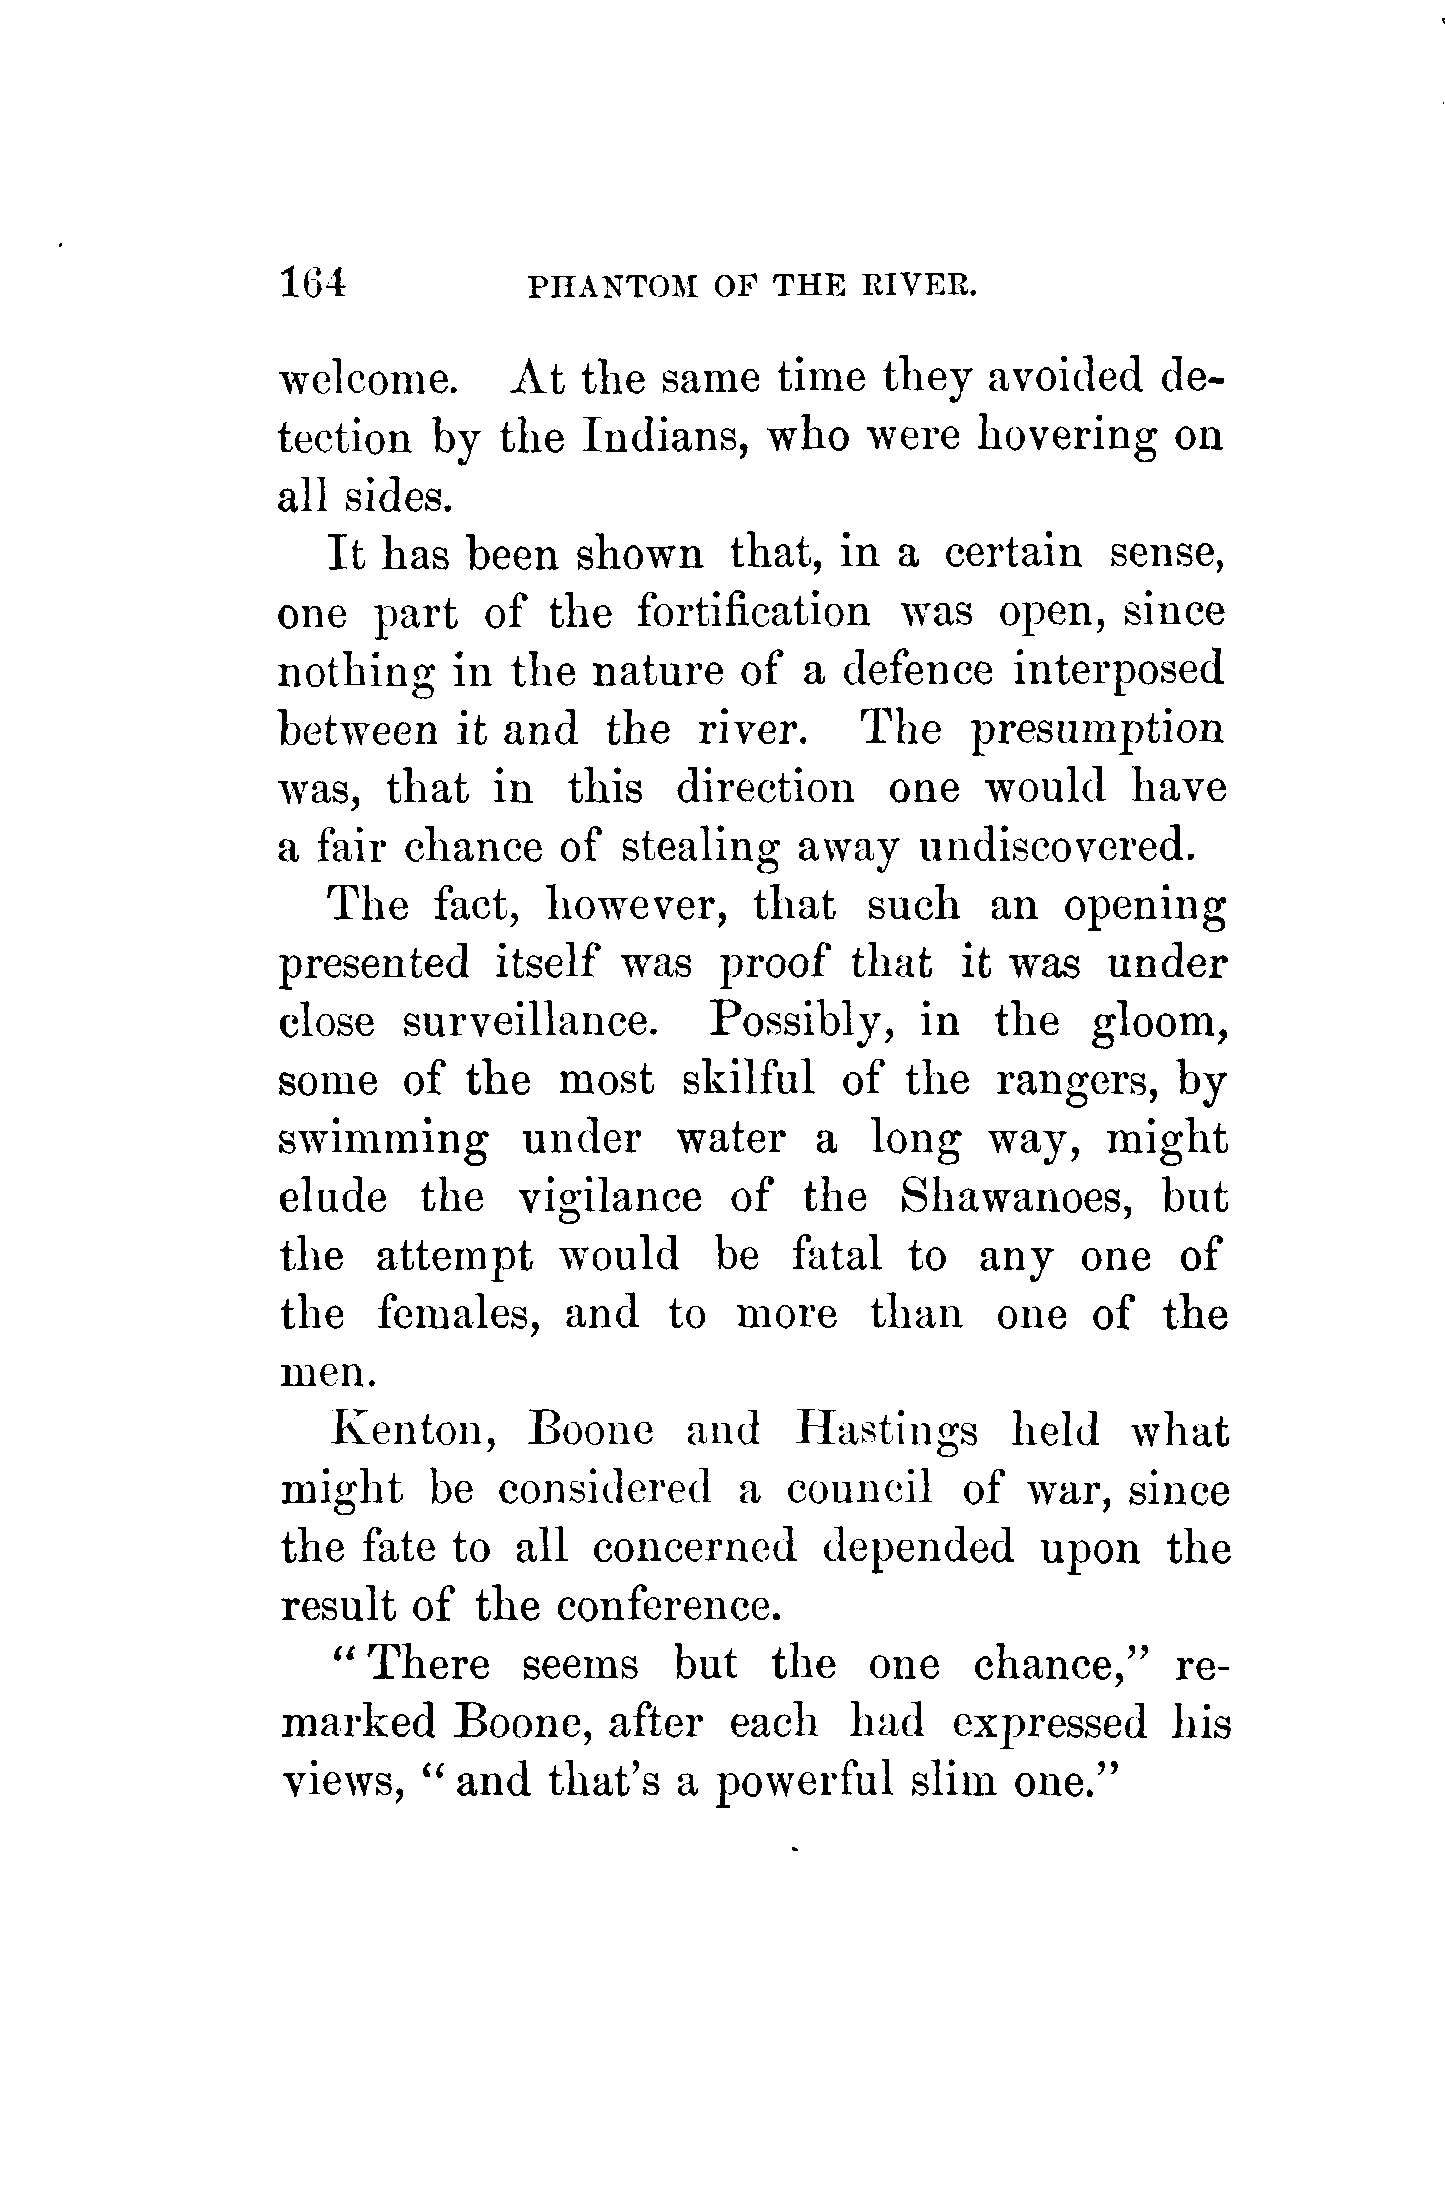 164 PHANTOM OF THE RIVER.
welcome. At the same time they avoided de-
tection by the Indians, who were hovering on
all sides.
It has been shown that, in a certain sense,
one part of the fortification was open, since
nothing in the nature of a defence interposed
between it and the river. The presumption
was, that in this direction one would have
a fair chance of stealing away undiscovered.
The fact, however, that such an opening
presented itself was proof that it was under
close surveillance. Possibly, in the gloom,
some of the most skilful of the rangers, by
swimming under water a long way, might
elude the vigilance of the Shawanoes, but
the attempt would be fatal to any one of
the females, and to more than one of the
men.
Kenton, Boone and Hastings held what
might be considered a council of war, since
the fate to all concerned depended upon the
result of the conference.
"There seems but the one chance," re-
marked Boone, after each had expressed his
views, "and that's a powerful slim one."